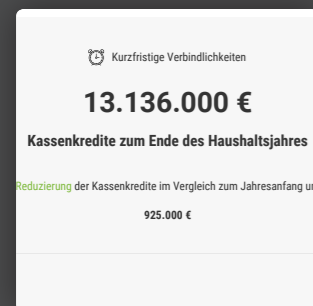 Kurzfristige Verbindlichkeiten
13.136.000 €
Kassenkredite zum Ende des Haushaltsjahres
Reduzierung der Kassenkredite im Vergleich zum Jahresanfang
925.000 €